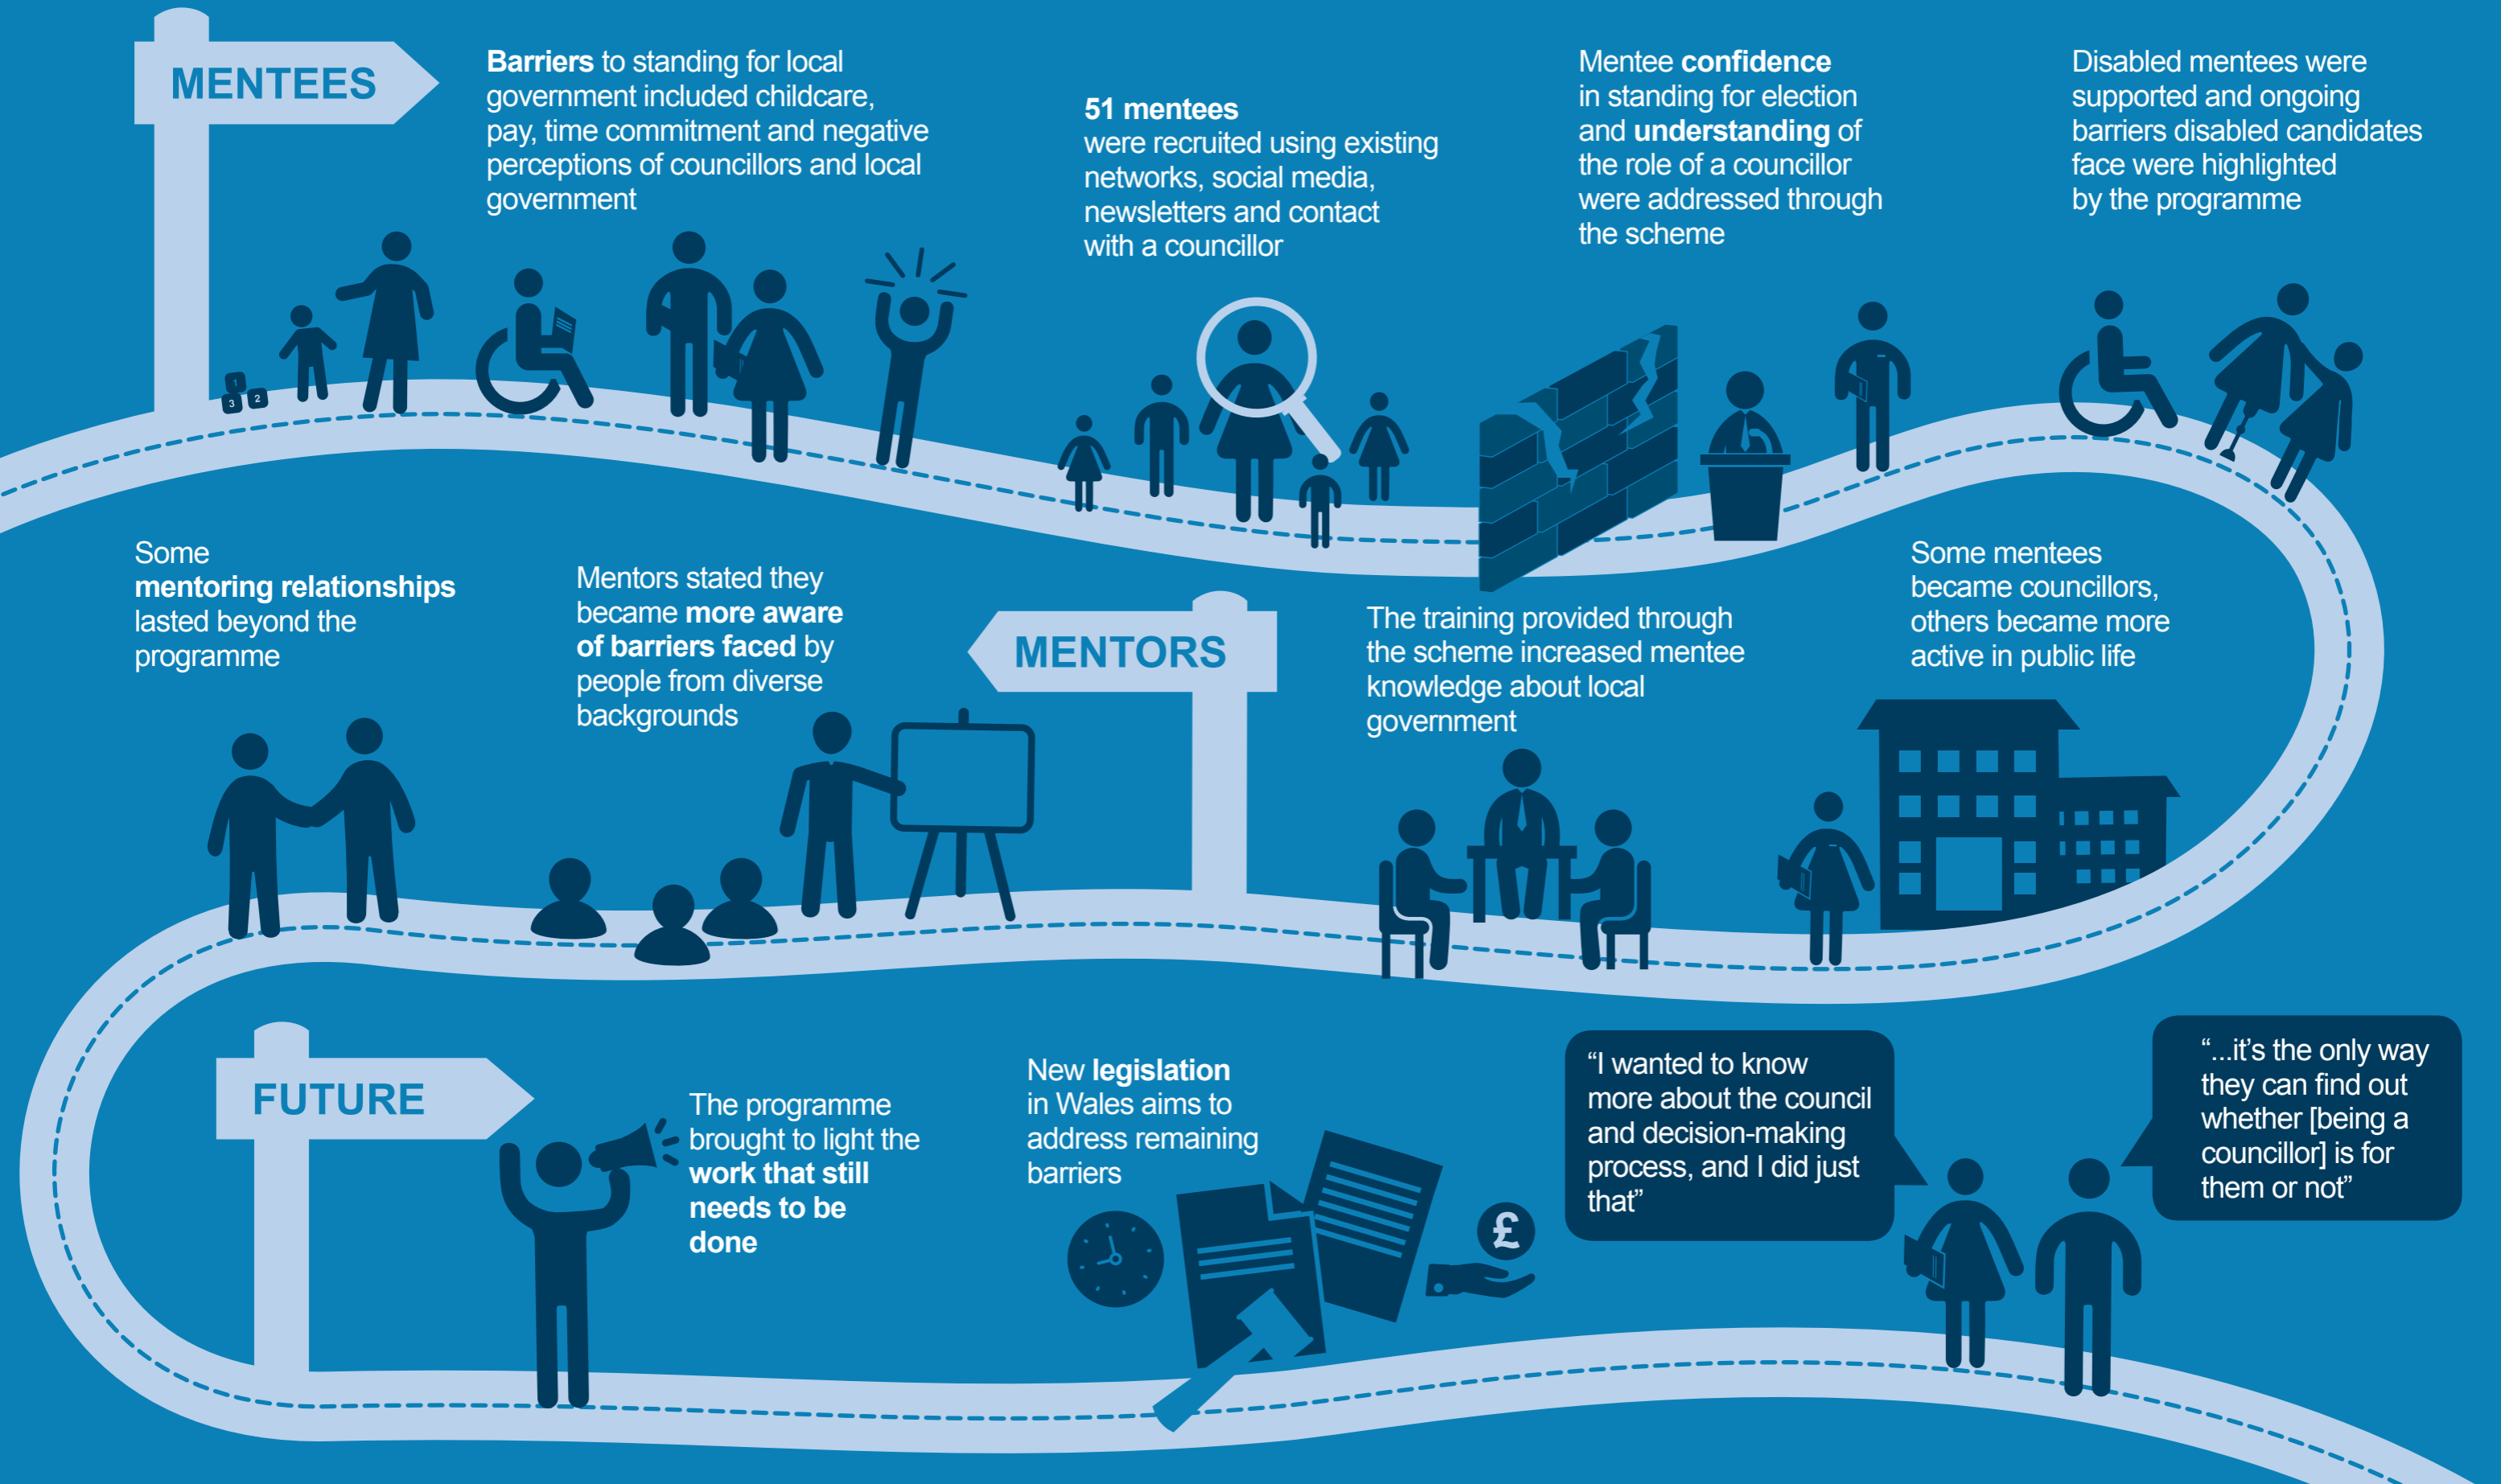 MENTEES
Barriers to standing for local
government included childcare,
pay, time commitment and negative
perceptions of councillors and local
government
51 mentees
were recruited using existing
networks, social media,
newsletters and contact
with a councillor
Mentee confidence
in standing for election
and understanding of
the role of a councillor
were addressed through
the scheme
Disabled mentees were
supported and ongoing
barriers disabled candidates
face were highlighted
by the programme
1
3 2
Some mentees
became councillors,
others became more
active in public life
The training provided through
the scheme increased mentee
knowledge about local
government
MENTORS
Mentors stated they
became more aware
of barriers faced by
people from diverse
backgrounds
Some
mentoring relationships
lasted beyond the
programme
FUTURE
The programme
brought to light the
work that still
needs to be
done
New legislation
in Wales aims to
address remaining
barriers
£
“I wanted to know
more about the council
and decision-making
process, and I did just
that”
“...it’s the only way
they can find out
whether [being a
councillor] is for
them or not”